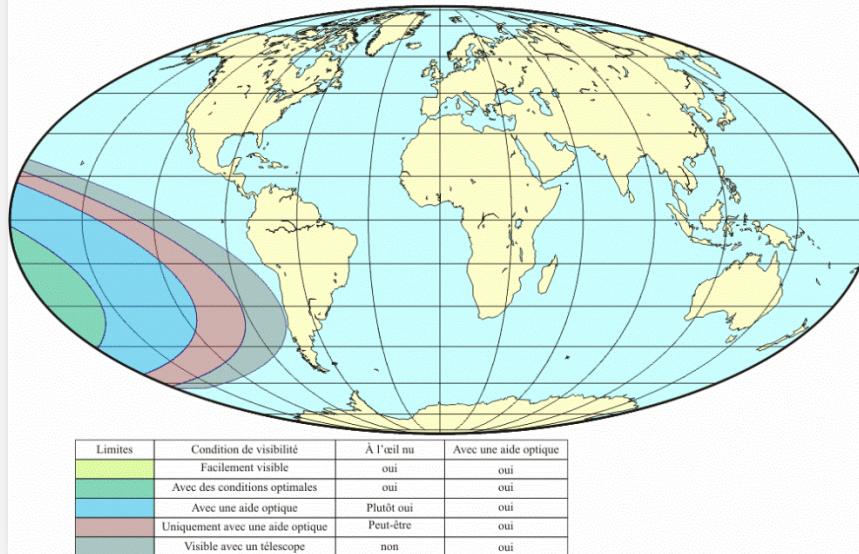 Limites Condition de visibilité À l’œil nu Avec une aide optique
Facilement visible oui oui
Avec des conditions optimales oui oui
Avec une aide optique Plutôt oui oui
Uniquement avec une aide optique Peut-être oui
Visible avec un télescope non oui